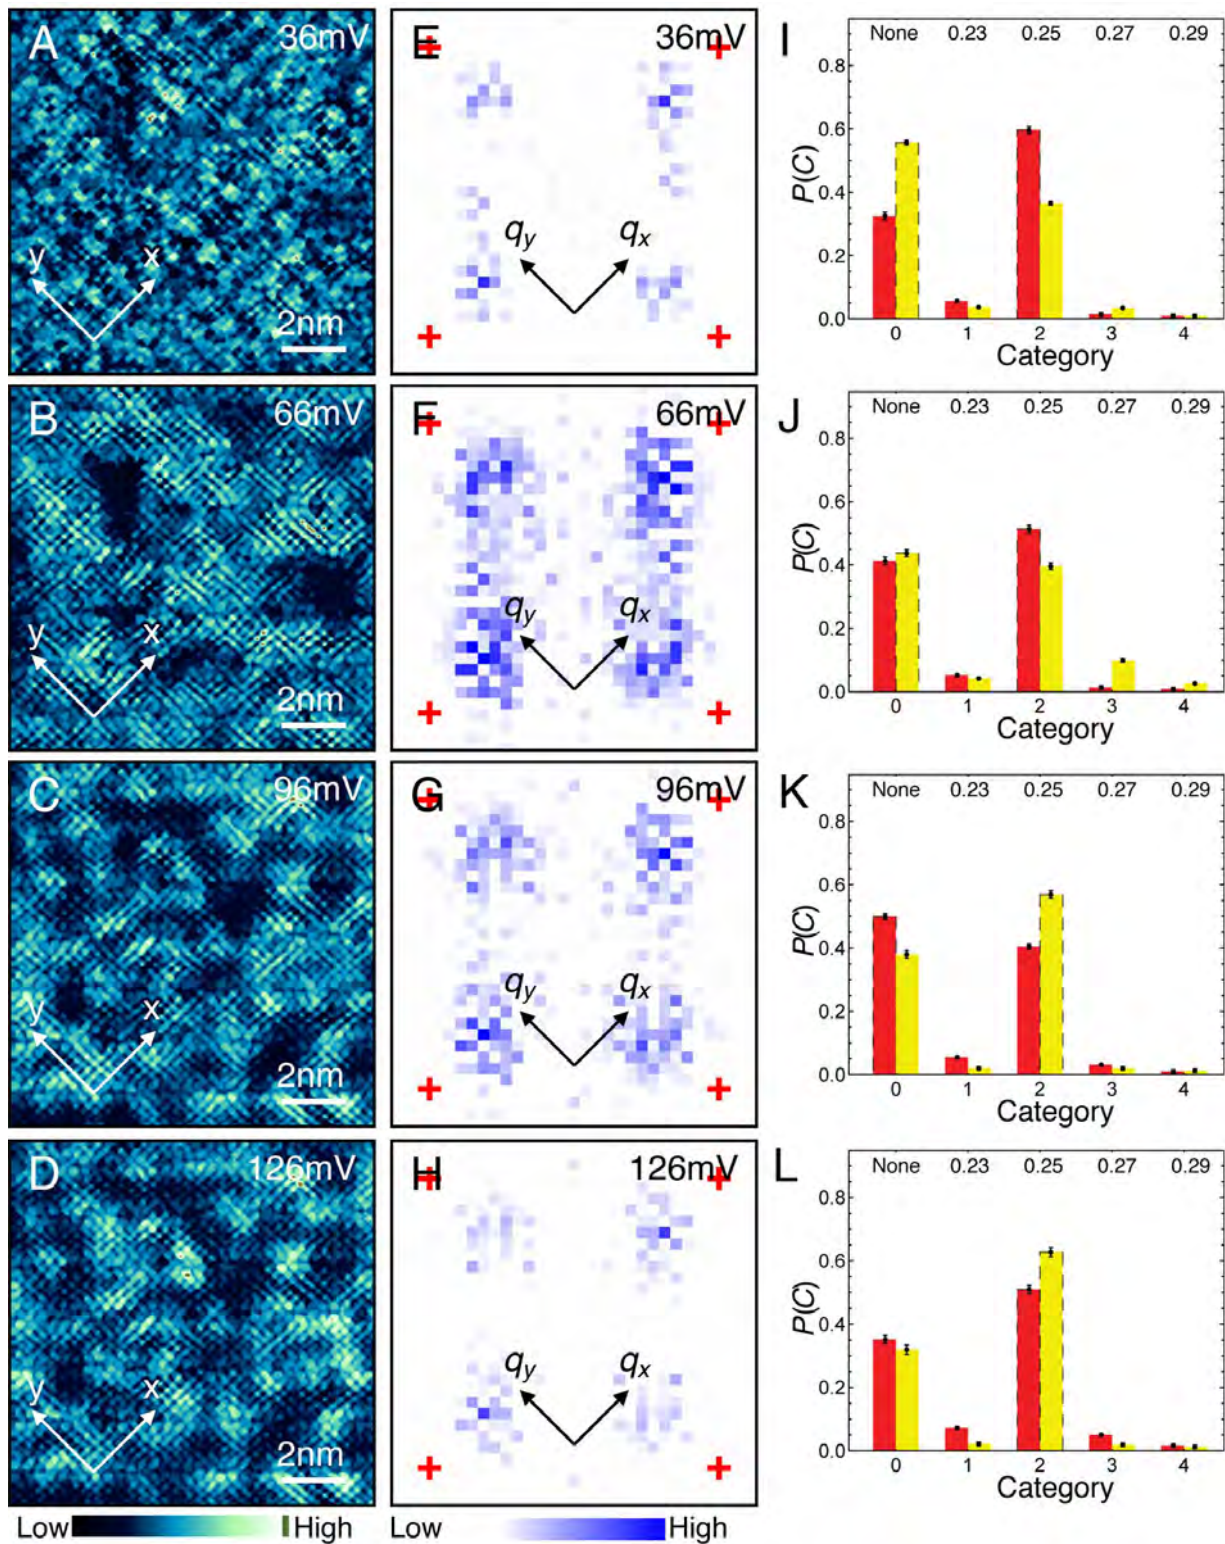 A 36mV
y x
2nm
E 36mV
qy qx
I None 0.23 0.25 0.27 0.29
0.8
0.6
0.4
0.2
0.0
P(C)
0 1 2 3 4
Category
B 66mV
y x
2nm
F 66mV
qy qx
J None 0.23 0.25 0.27 0.29
0.8
0.6
0.4
0.2
0.0
P(C)
0 1 2 3 4
Category
C 96mV
y x
2nm
G 96mV
qy qx
K None 0.23 0.25 0.27 0.29
0.8
0.6
0.4
0.2
0.0
P(C)
0 1 2 3 4
Category
D 126mV
y x
2nm
H 126mV
qy qx
L None 0.23 0.25 0.27 0.29
0.8
0.6
0.4
0.2
0.0
P(C)
0 1 2 3 4
Category
Low High
Low High